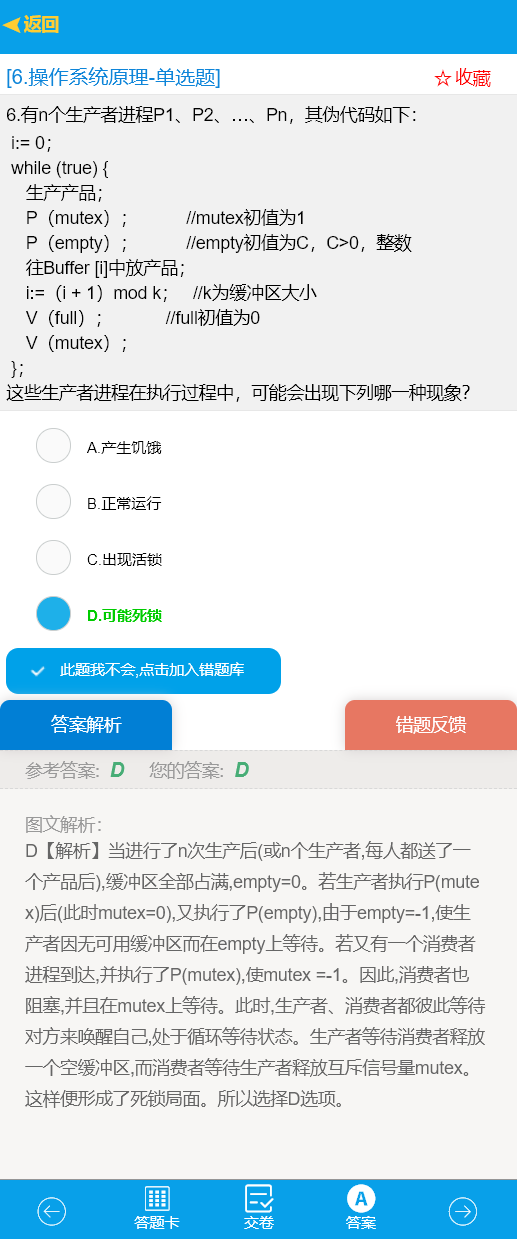 返回
[6.操作系统原理-单选题]
☆收藏
6.有n个生产者进程P1、P2、…、Pn，其伪代码如下：
i:= 0；
while (true) {
生产产品；
P（mutex）； //mutex初值为1
P（empty）； //empty初值为C，C>0，整数
往Buffer [i]中放产品；
i:=（i + 1）mod k； //k为缓冲区大小
V（full）； //full初值为0
V（mutex）；
}；
这些生产者进程在执行过程中，可能会出现下列哪一种现象？
A.产生饥饿
B.正常运行
C.出现活锁
D.可能死锁
此题我不会,点击加入错题库
答案解析
错题反馈
参考答案: D 您的答案: D
图文解析：
D【解析】当进行了n次生产后(或n个生产者,每人都送了一
个产品后),缓冲区全部占满,empty=0。若生产者执行P(mute
x)后(此时mutex=0),又执行了P(empty),由于empty=-1,使生
产者因无可用缓冲区而在empty上等待。若又有一个消费者
进程到达,并执行了P(mutex),使mutex =-1。因此,消费者也
阻塞,并且在mutex上等待。此时,生产者、消费者都彼此等待
对方来唤醒自己,处于循环等待状态。生产者等待消费者释放
一个空缓冲区,而消费者等待生产者释放互斥信号量mutex。
这样便形成了死锁局面。所以选择D选项。
答题卡
交卷
A
答案